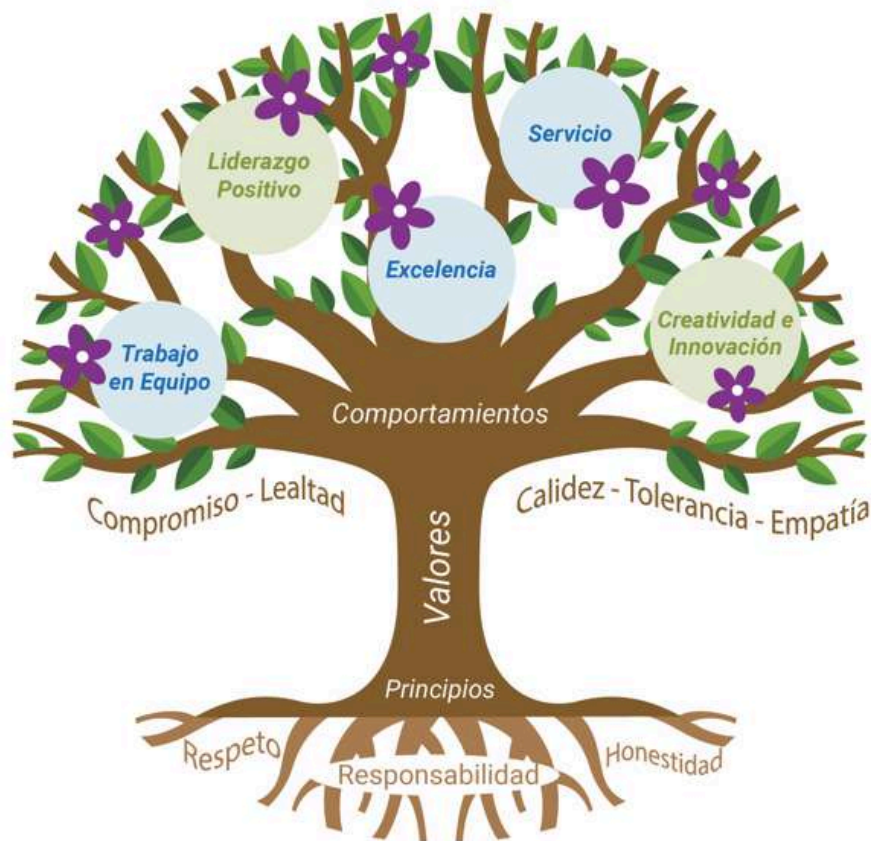 Servicio
Liderazgo
Positivo
Excelencia
Creatividad e
Innovación
Trabajo
en Equipo
Comportamientos
Compromiso - Lealtad
Calidez - Tolerancia - Empatía
Valores
Principios
Respeto
Responsabilidad
Honestidad